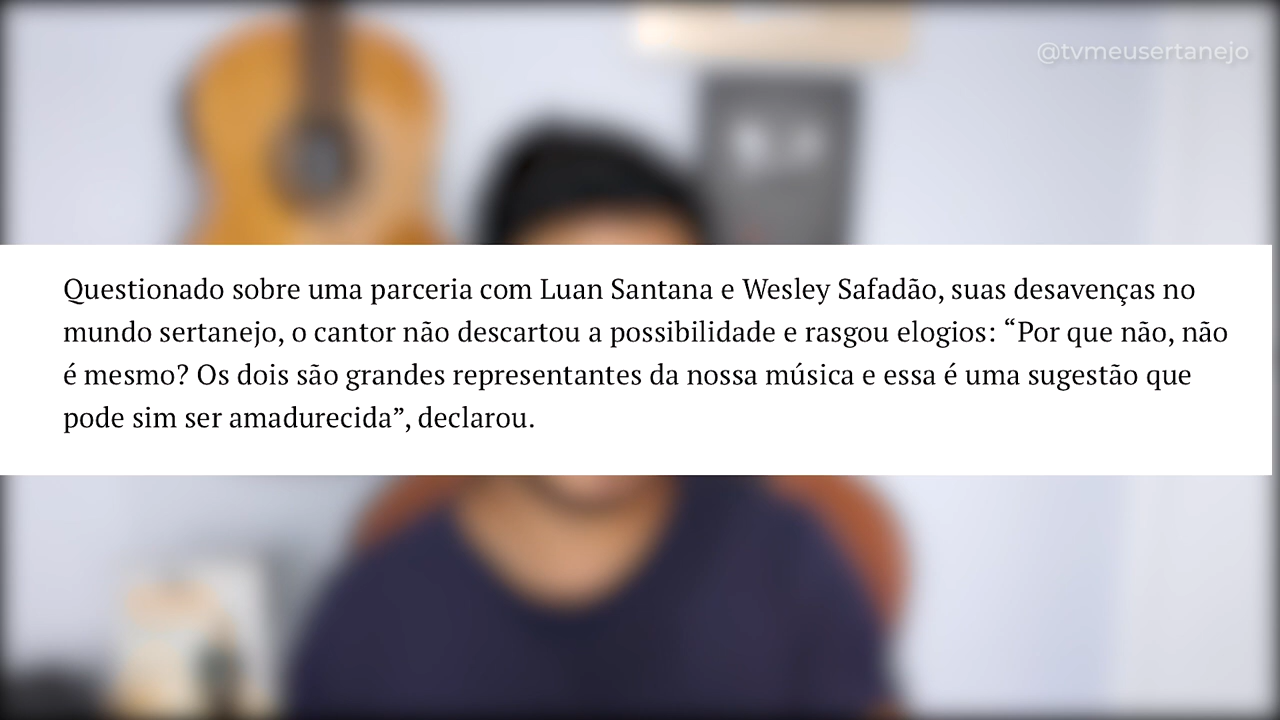 @tvmeusertanejo
Questionado sobre uma parceria com Luan Santana e Wesley Safadão, suas desavenças no
mundo sertanejo, o cantor não descartou a possibilidade e rasgou elogios: “Por que não, não
é mesmo? Os dois são grandes representantes da nossa música e essa é uma sugestão que
pode sim ser amadurecida”, declarou.